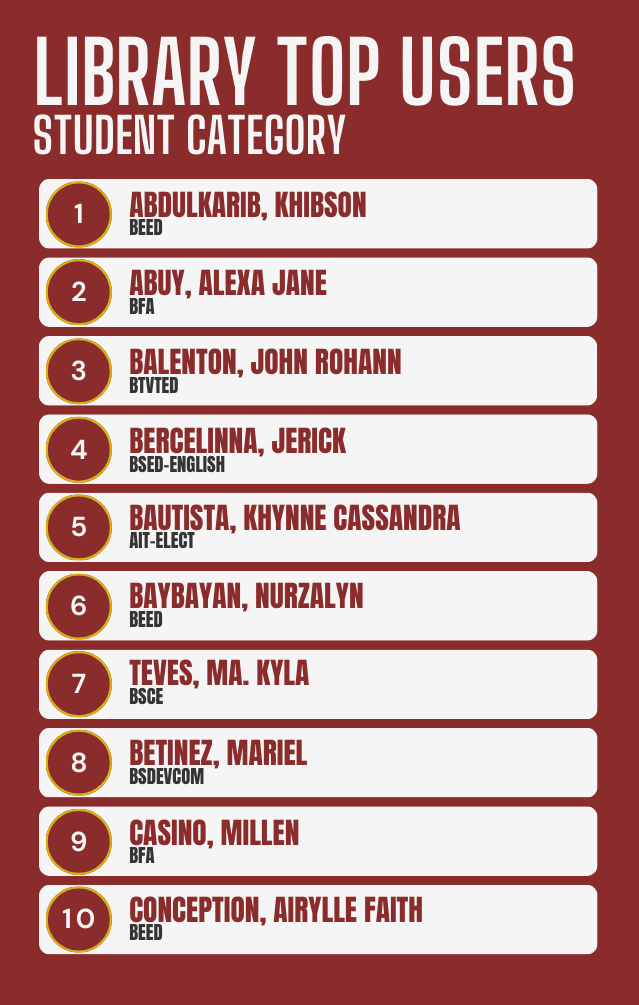 LIBRARY TOP USERS
STUDENT CATEGORY
1
ABDULKARIB, KHIBSON
BEED
2
ABUY, ALEXA JANE
BFA
3
BALENTON, JOHN ROHANN
BTVTED
4
BERCELINNA, JERICK
BSED-ENGLISH
5
BAUTISTA, KHYNNE CASSANDRA
AIT-ELECT
6
BAYBAYAN, NURZALYN
BEED
7
TEVES, MA. KYLA
BSCE
8
BETINEZ, MARIEL
BSDEVCOM
9
CASINO, MILLEN
BFA
10
CONCEPTION, AIRYLLE FAITH
BEED